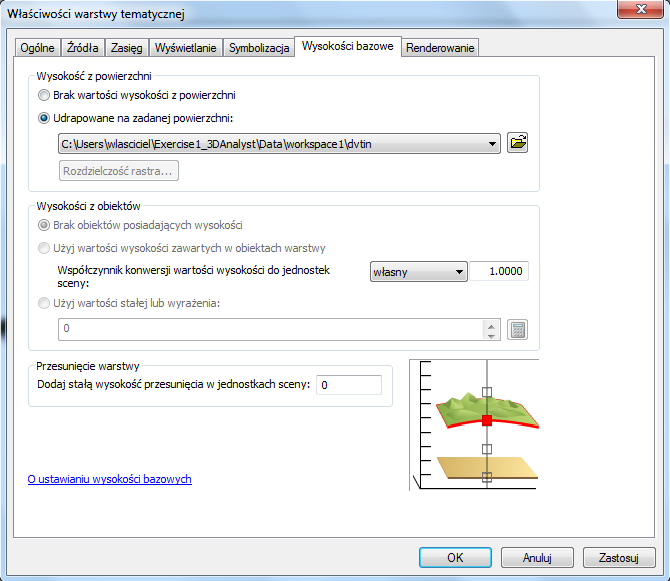 Właściwości warstwy tematycznej
Ogólne Źródła Zasięg Wyświetlanie Symbolizacja Wysokości bazowe Renderowanie
Wysokość z powierzchni
Brak wartości wysokości z powierzchni
Udrapowane na zadanej powierzchni:
C:\Users\wlasciciel\Exercise1_3DAnalyst\Data\workspace1\dvtin
Rozdzielczość rastra...
Wysokości z obiektów
Brak obiektów posiadających wysokości
Użyj wartości wysokości zawartych w obiektach warstwy
Współczynnik konwersji wartości wysokości do jednostek
sceny:
własny 1.0000
Użyj wartości stałej lub wyrażenia:
0
Przesunięcie warstwy
Dodaj stałą wysokość przesunięcia w jednostkach sceny: 0
O ustawianiu wysokości bazowych
OK Anuluj Zastosuj